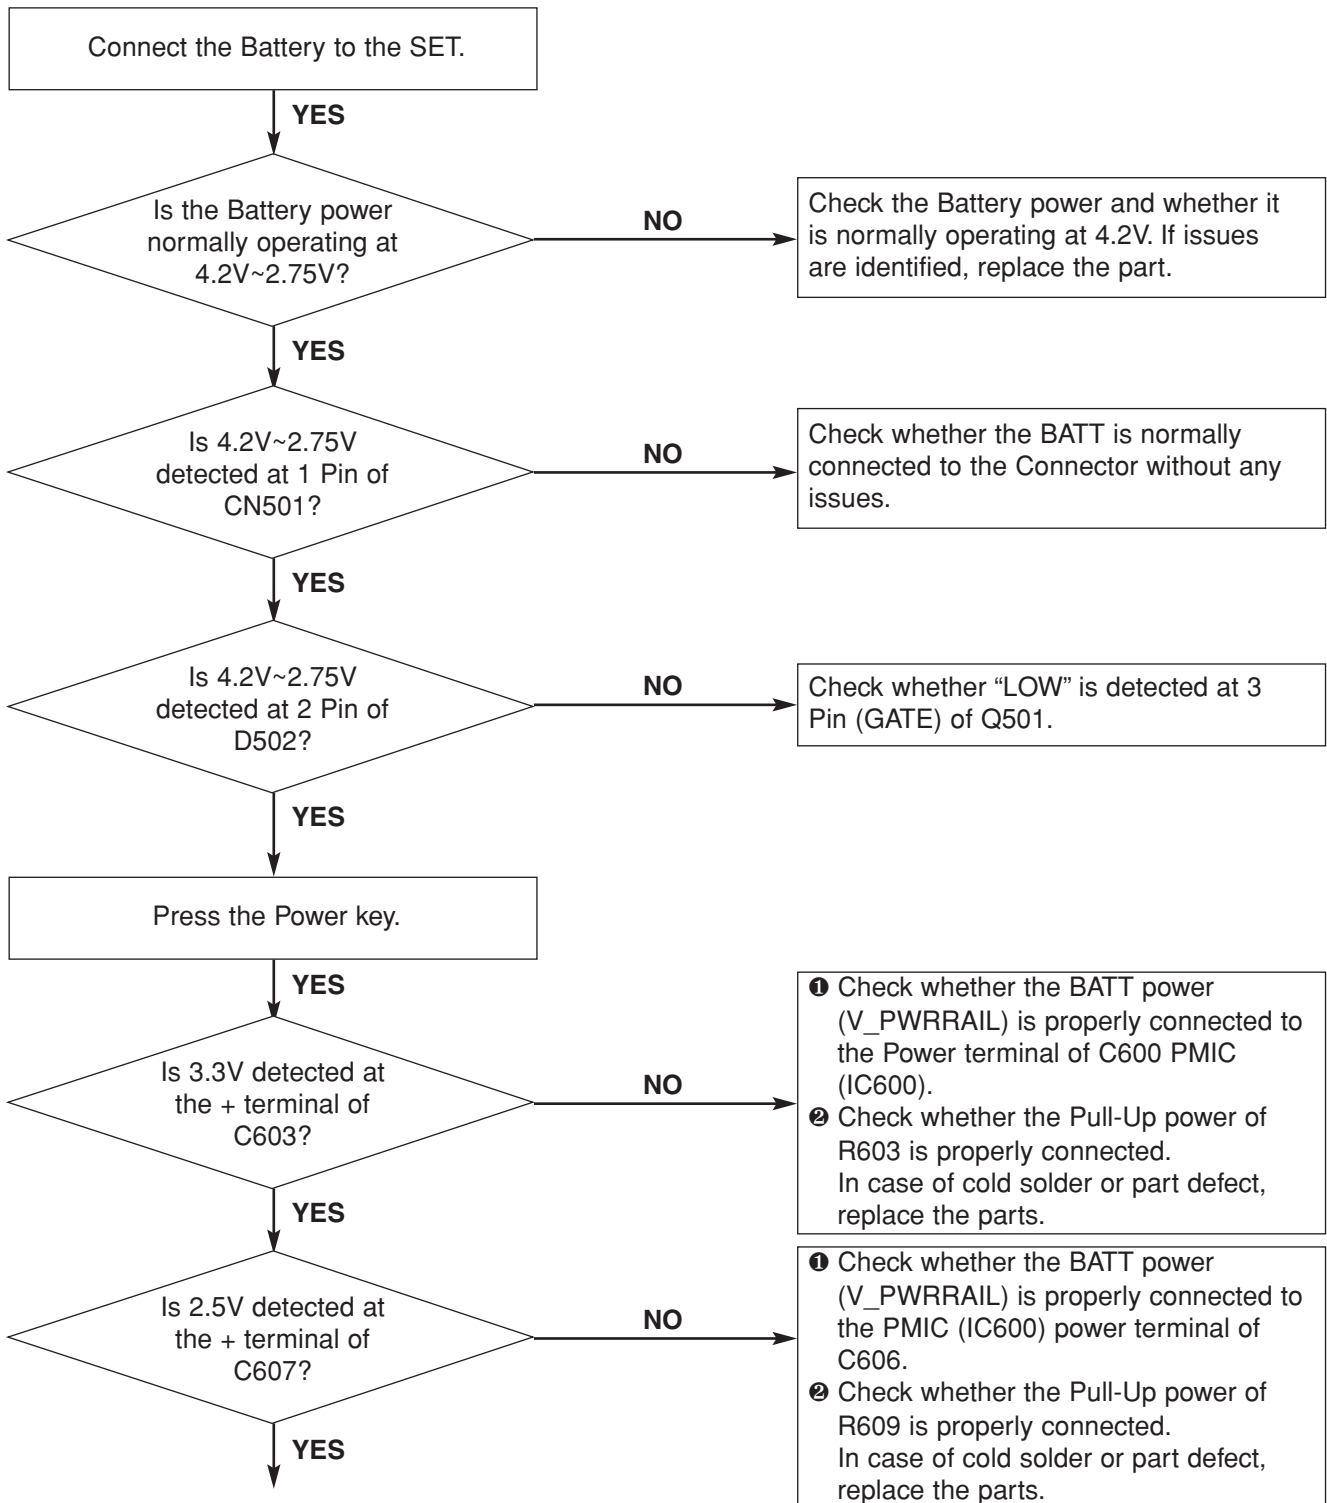 Connect the Battery to the SET.
YES
Is the Battery power
normally operating at
4.2V~2.75V?
NO
Check the Battery power and whether it
is normally operating at 4.2V. If issues
are identified, replace the part.
YES
Is 4.2V~2.75V
detected at 1 Pin of
CN501?
NO
Check whether the BATT is normally
connected to the Connector without any
issues.
YES
Is 4.2V~2.75V
detected at 2 Pin of
D502?
NO
Check whether “LOW” is detected at 3
Pin (GATE) of Q501.
YES
Press the Power key.
YES
Is 3.3V detected at
the + terminal of
C603?
NO
❶ Check whether the BATT power
(V_PWRRAIL) is properly connected to
the Power terminal of C600 PMIC
(IC600).
❷ Check whether the Pull-Up power of
R603 is properly connected.
In case of cold solder or part defect,
replace the parts.
YES
Is 2.5V detected at
the + terminal of
C607?
NO
❶ Check whether the BATT power
(V_PWRRAIL) is properly connected to
the PMIC (IC600) power terminal of
C606.
❷ Check whether the Pull-Up power of
R609 is properly connected.
In case of cold solder or part defect,
replace the parts.
YES